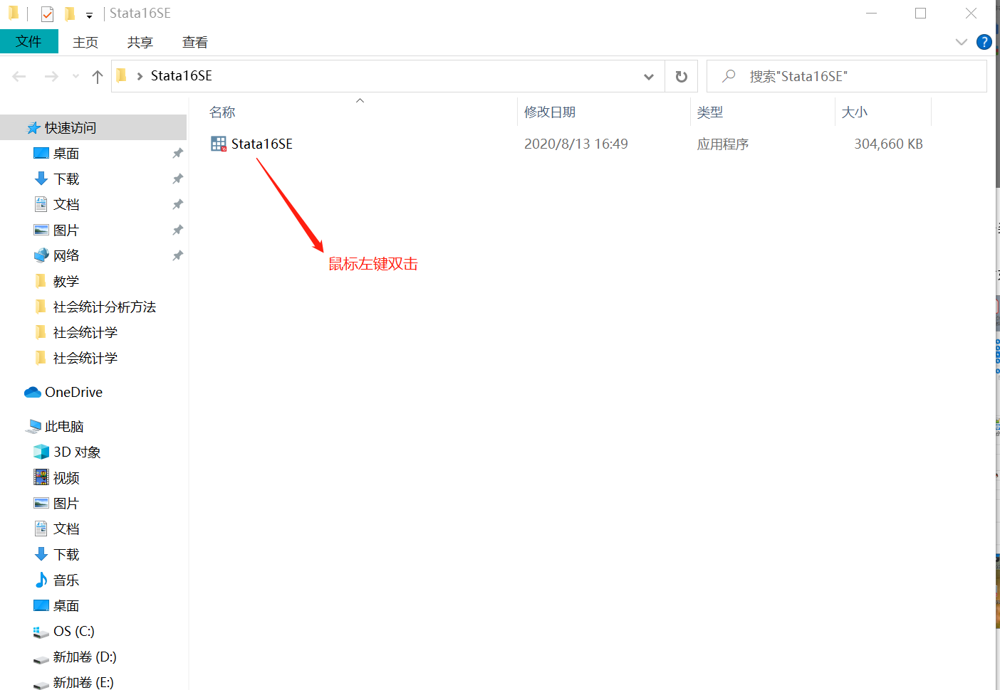 Stata16SE
文件 主页 共享 查看
Stata16SE
搜索"Stata16SE"
名称 修改日期 类型 大小
Stata16SE 2020/8/13 16:49 应用程序 304,660 KB
鼠标左键双击
快速访问
桌面
下载
文档
图片
网络
教学
社会统计分析方法
社会统计学
社会统计学
OneDrive
此电脑
3D 对象
视频
图片
文档
下载
音乐
桌面
OS (C:)
新加卷 (D:)
新加卷 (E:)